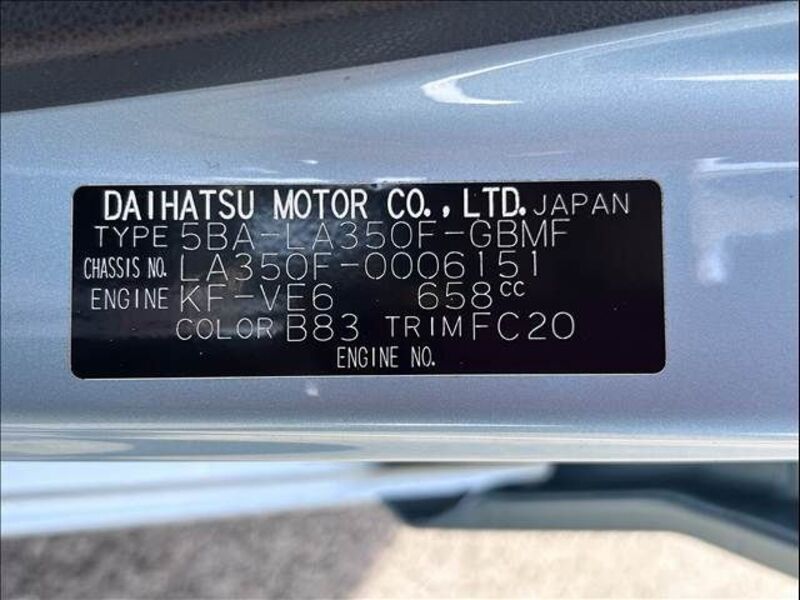 DAIHATSU MOTOR CO.,LTD. JAPAN
TYPE 5BA-LA350F-GBMF
CHASSIS NO. LA350F-0006151
ENGINE KF-VE6 658cc
COLOR B83 TRIM FC20
ENGINE NO.